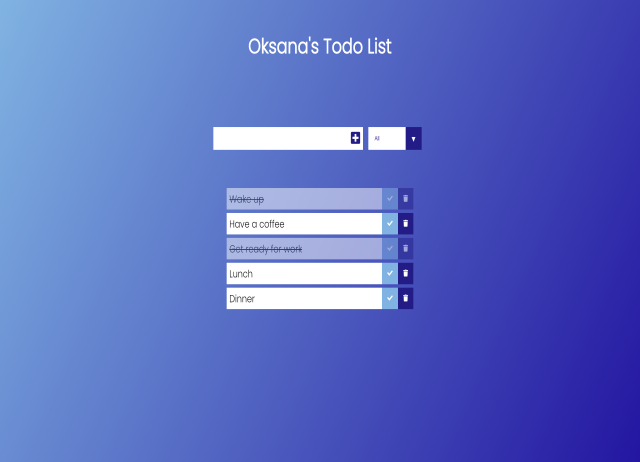 Oksana's Todo List
All
Wake up
Have a coffee
Get ready for work
Lunch
Dinner